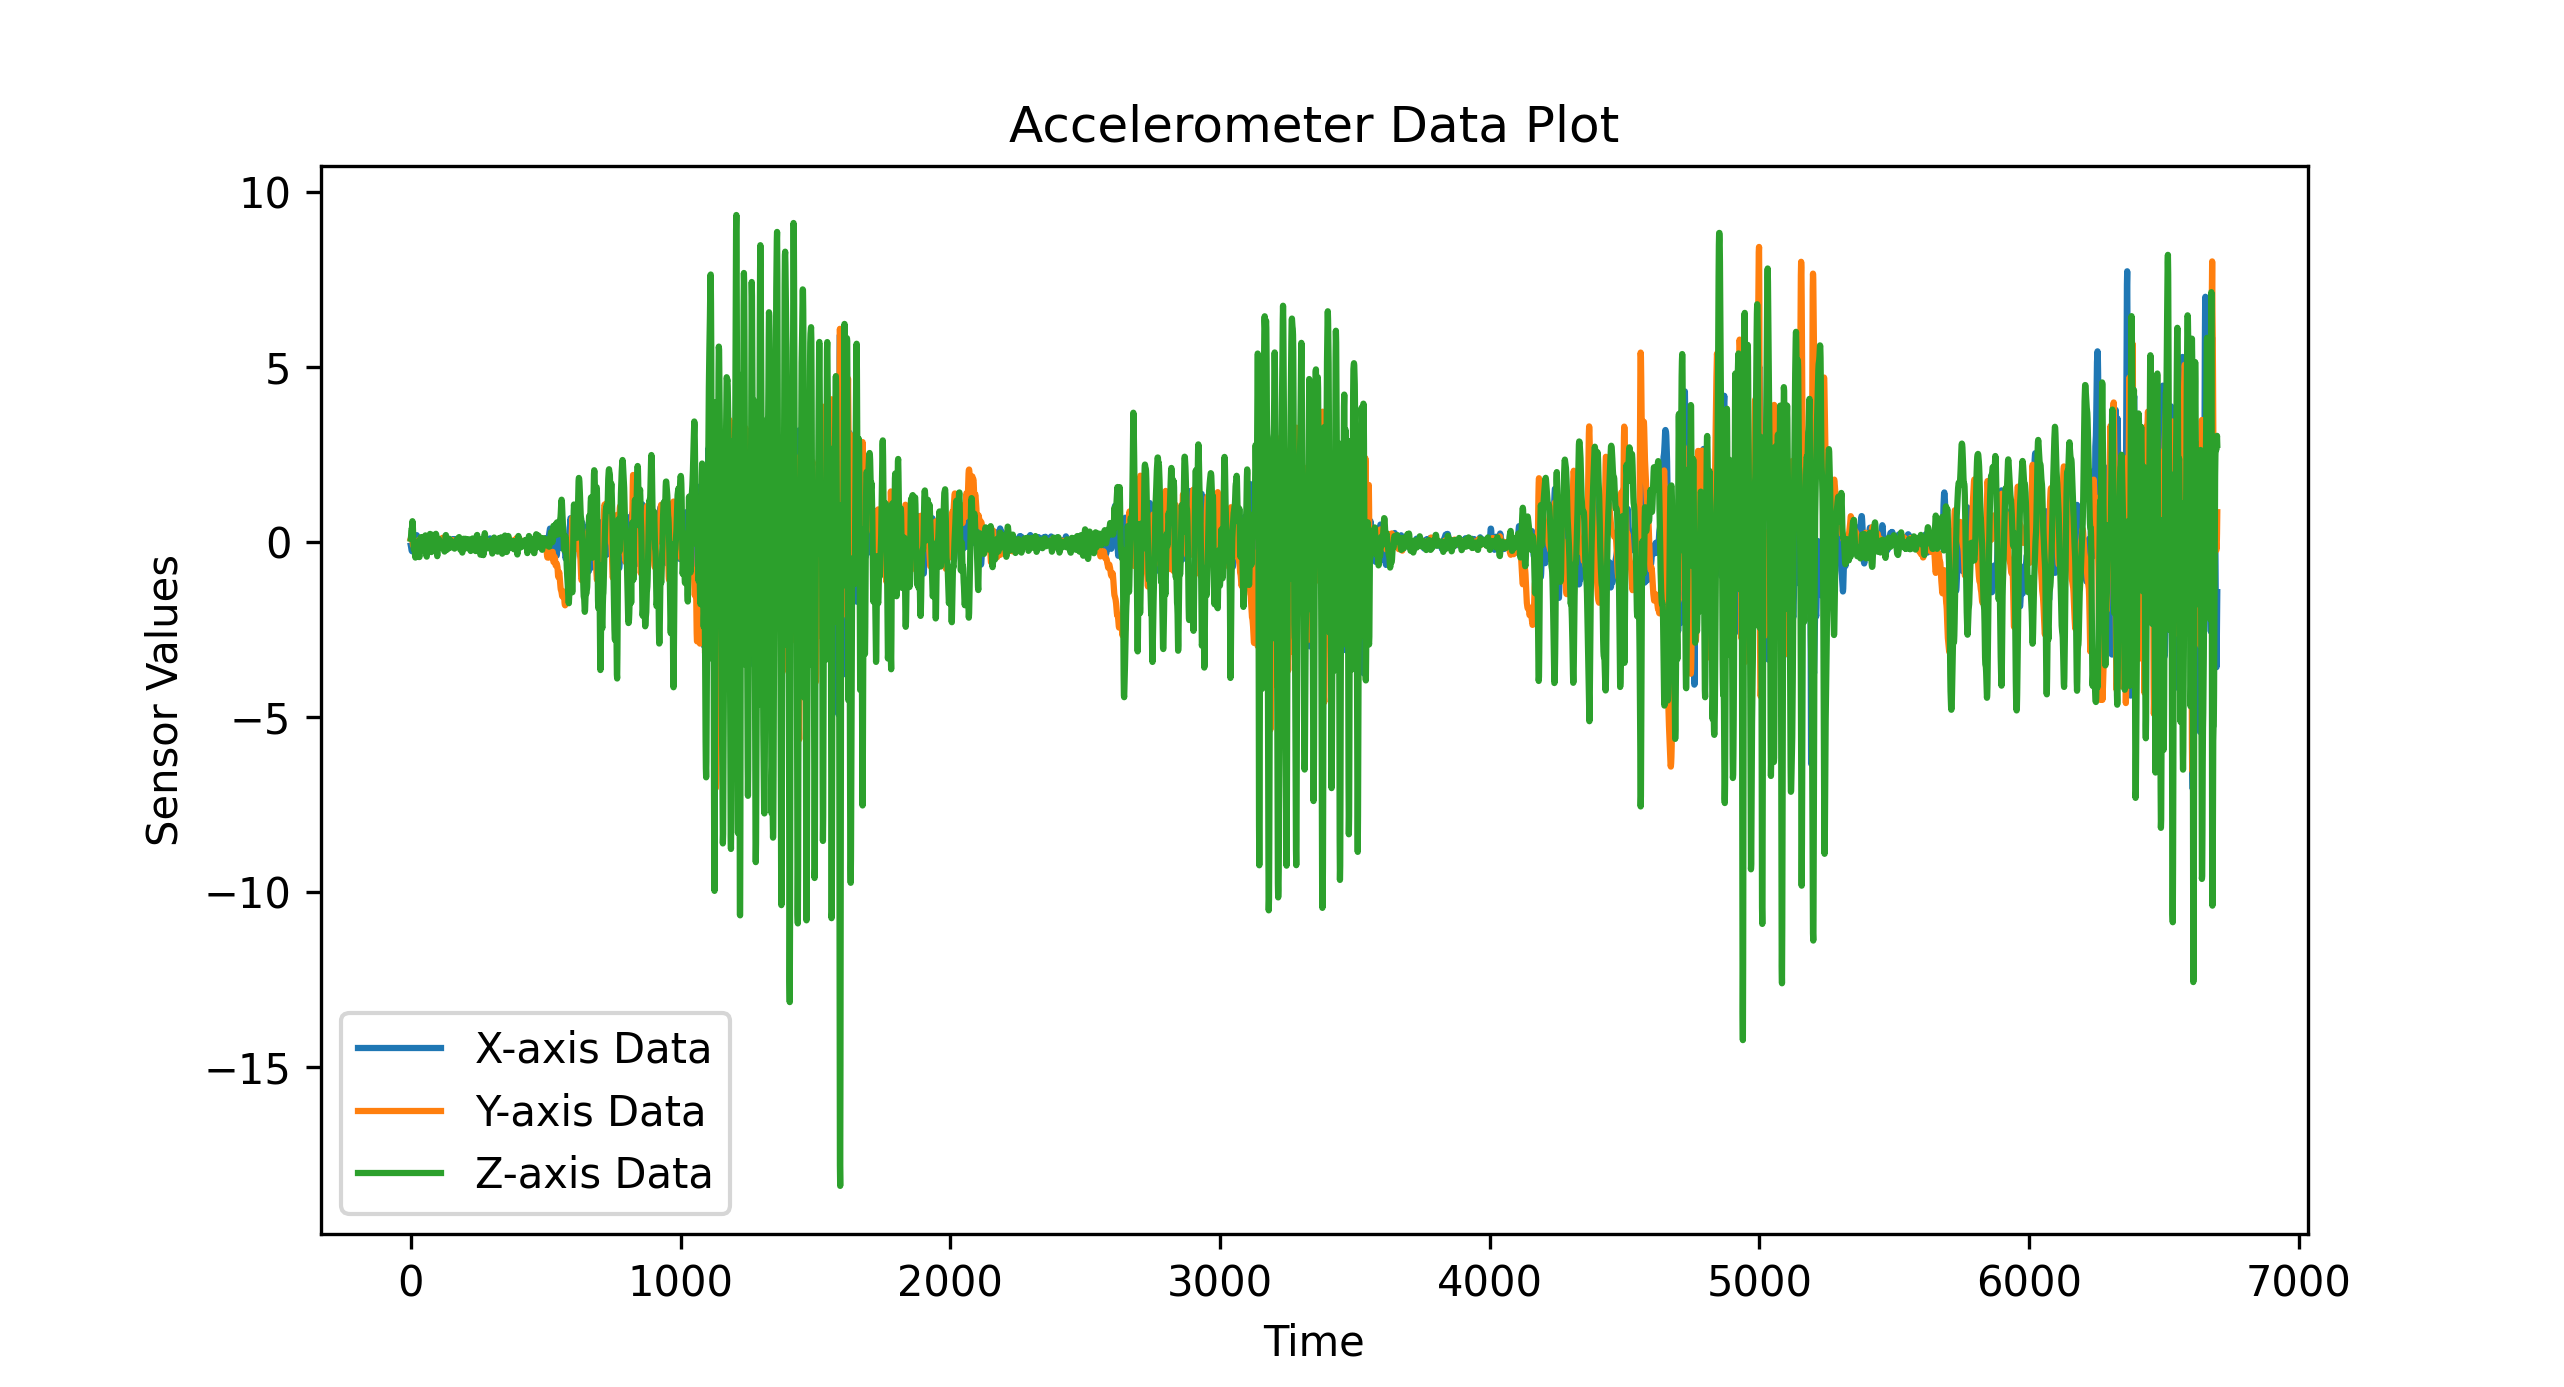 Accelerometer Data Plot
10
5
0
−5
−10
−15
Sensor Values
X-axis Data
Y-axis Data
Z-axis Data
0 1000 2000 3000 4000 5000 6000 7000
Time